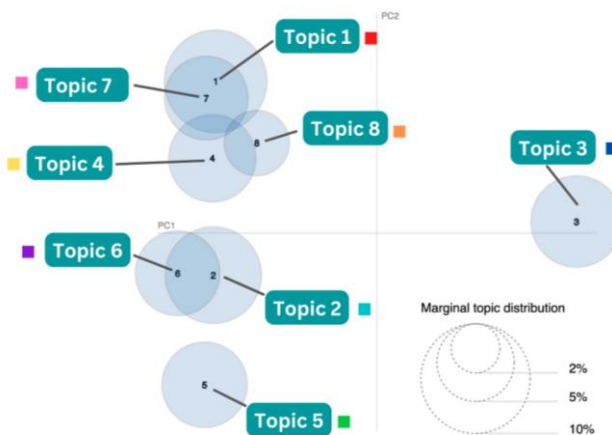 PC2
Topic 1
1
Topic 7
7
Topic 8
8
Topic 4
4
Topic 3
3
PC1
Topic 6
6
2
Topic 2
Marginal topic distribution
2%
5%
5
Topic 5
10%